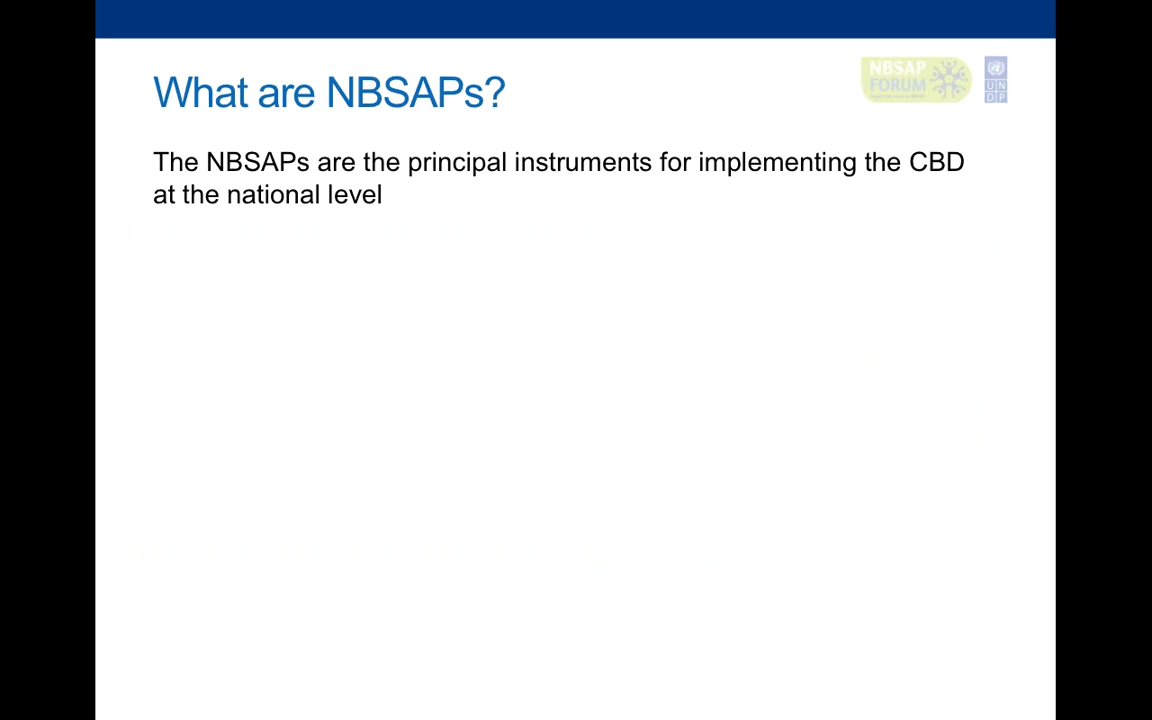 What are NBSAPs?
NBSAP
FORUM
UN
DP
The NBSAPs are the principal instruments for implementing the CBD
at the national level